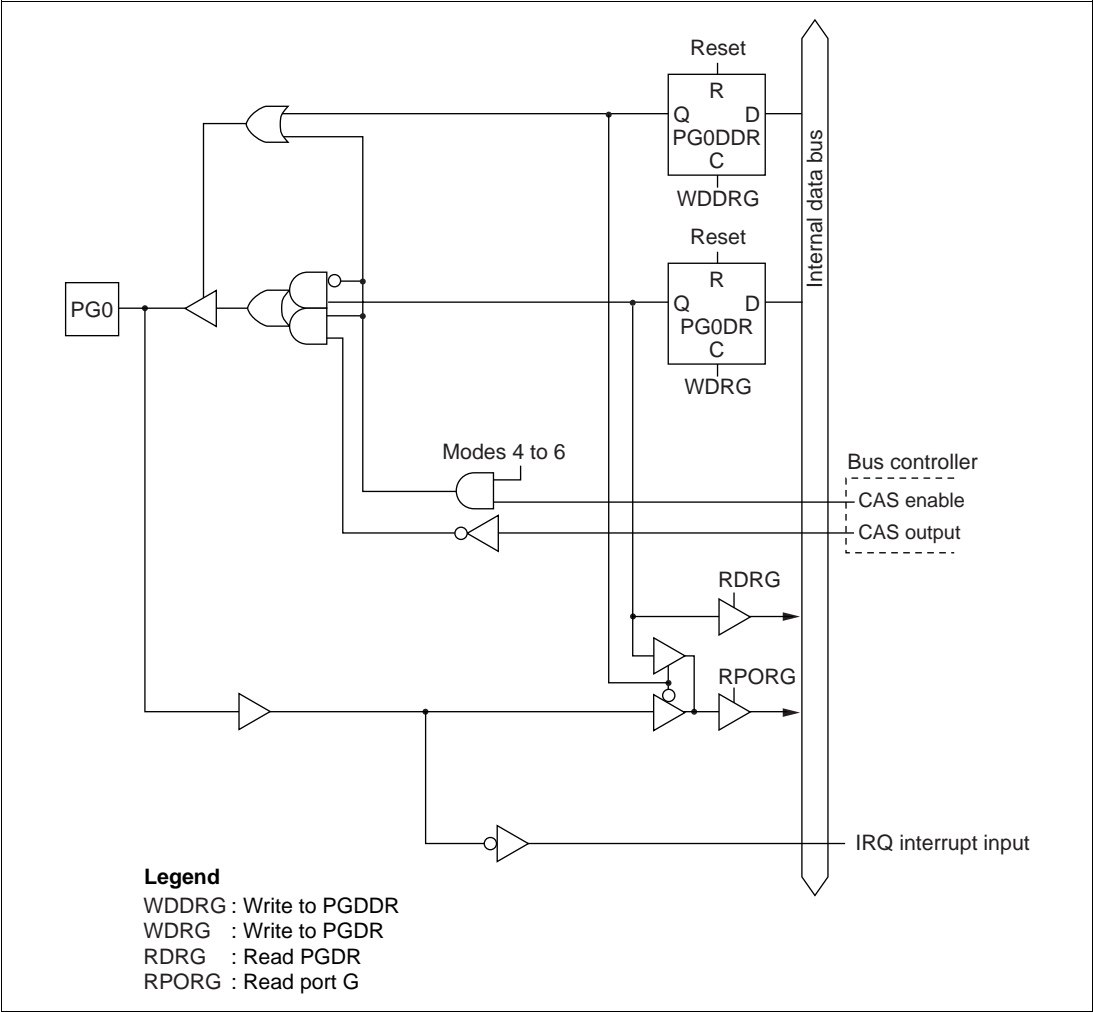 Reset
R
Q D
PG0DDR
C
WDDRG
Internal data bus
Reset
R
Q D
PG0DR
C
WDRG
PG0
Modes 4 to 6
Bus controller
CAS enable
CAS output
RDRG
RPORG
IRQ interrupt input
Legend
WDDRG : Write to PGDDR
WDRG : Write to PGDR
RDRG : Read PGDR
RPORG : Read port G